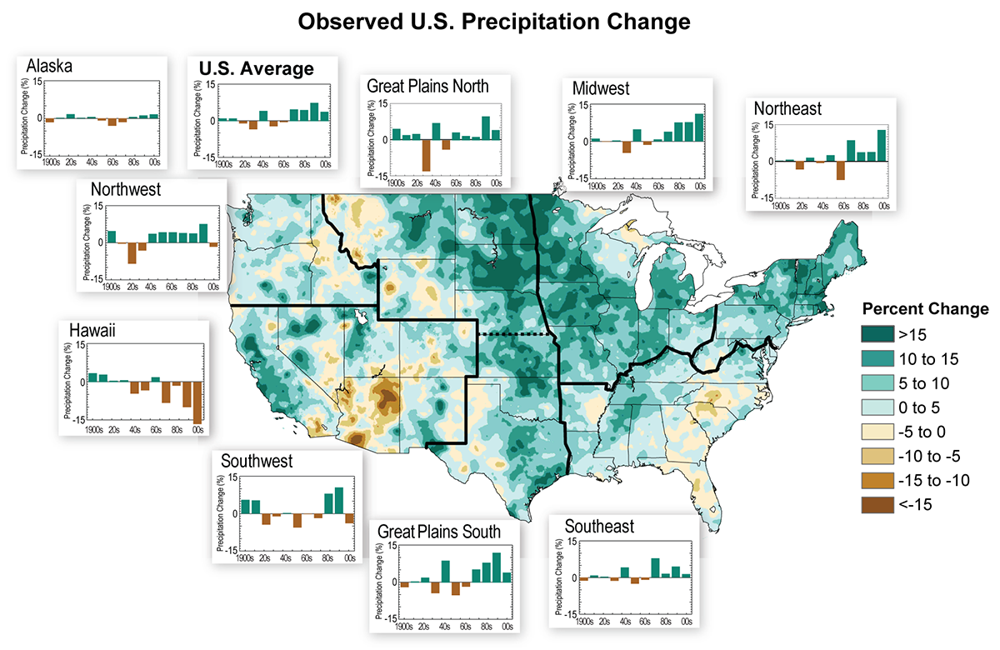 Observed U.S. Precipitation Change
Alaska
Precipitation Change (%)
15
0
-15
1900s 20s 40s 60s 80s 00s
U.S. Average
Precipitation Change (%)
15
0
-15
1900s 20s 40s 60s 80s 00s
Great Plains North
Precipitation Change (%)
15
0
-15
1900s 20s 40s 60s 80s 00s
Midwest
Precipitation Change (%)
15
0
-15
1900s 20s 40s 60s 80s 00s
Northeast
Precipitation Change (%)
15
0
-15
1900s 20s 40s 60s 80s 00s
Northwest
Precipitation Change (%)
15
0
-15
1900s 20s 40s 60s 80s 00s
Hawaii
Precipitation Change (%)
15
0
-15
1900s 20s 40s 60s 80s 00s
Southwest
Precipitation Change (%)
15
0
-15
1900s 20s 40s 60s 80s 00s
Great Plains South
Precipitation Change (%)
15
0
-15
1900s 20s 40s 60s 80s 00s
Southeast
Precipitation Change (%)
15
0
-15
1900s 20s 40s 60s 80s 00s
Percent Change
>15
10 to 15
5 to 10
0 to 5
-5 to 0
-10 to -5
-15 to -10
<-15